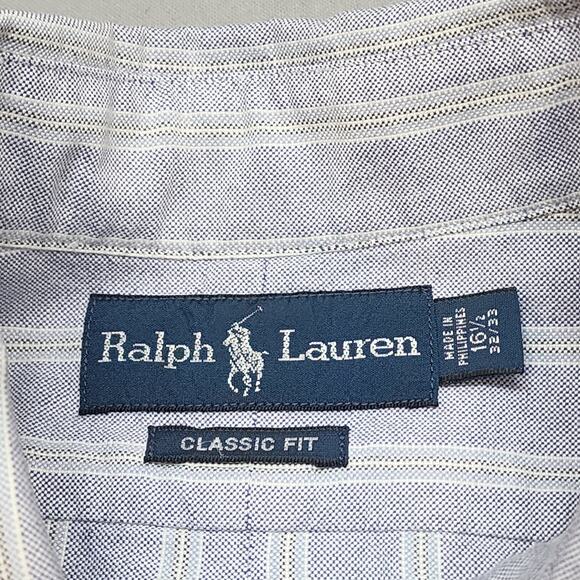 Ralph Lauren
MADE IN
PHILIPPINES
16½
32/33
CLASSIC FIT